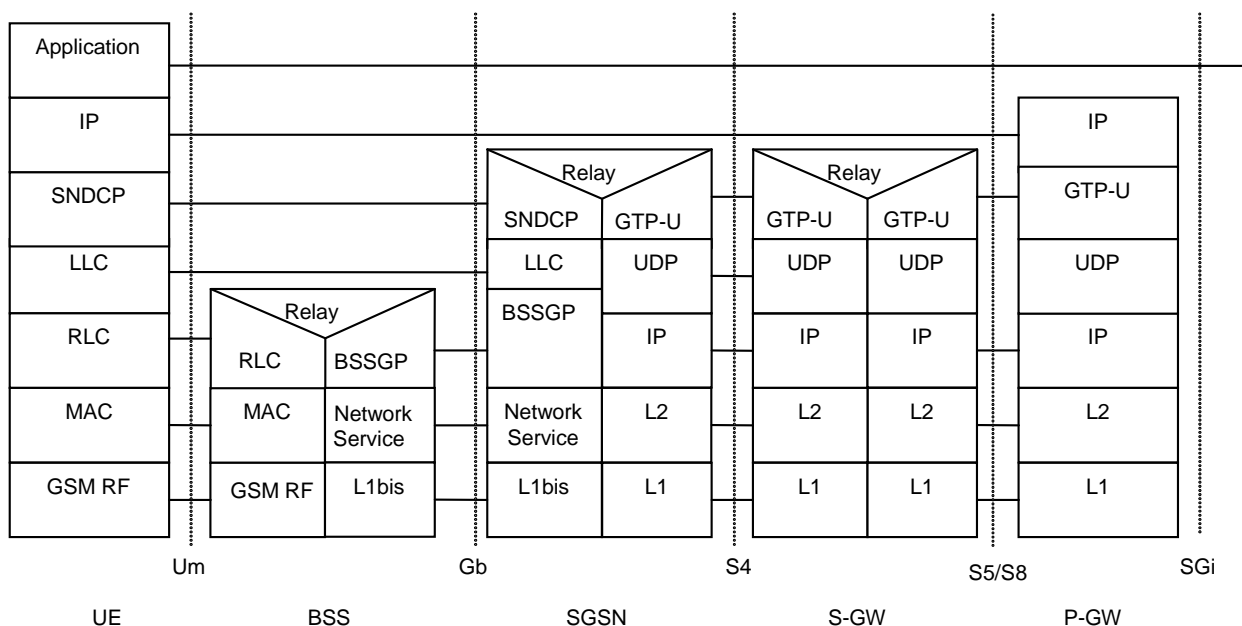 Application
IP
IP
Relay
Relay
SNDCP
GTP-U
SNDCP
GTP-U
GTP-U
GTP-U
LLC
LLC
UDP
UDP
UDP
UDP
Relay
BSSGP
RLC
IP
IP
IP
IP
RLC
BSSGP
MAC
MAC
Network
Service
Network
Service
L2
L2
L2
L2
GSM RF
GSM RF
L1bis
L1bis
L1
L1
L1
L1
Um
Gb
S4
S5/S8
SGi
UE
BSS
SGSN
S-GW
P-GW